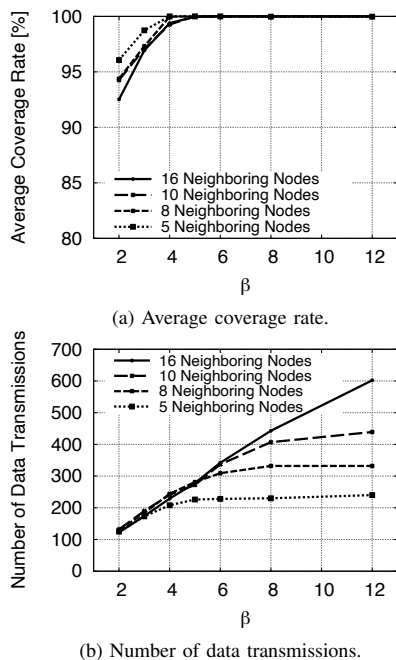 Average Coverage Rate [%]
100
95
90
85
80
16 Neighboring Nodes
10 Neighboring Nodes
8 Neighboring Nodes
5 Neighboring Nodes
2 4 6 8 10 12
β
(a) Average coverage rate.
Number of Data Transmissions
700
600
500
400
300
200
100
0
16 Neighboring Nodes
10 Neighboring Nodes
8 Neighboring Nodes
5 Neighboring Nodes
2 4 6 8 10 12
β
(b) Number of data transmissions.